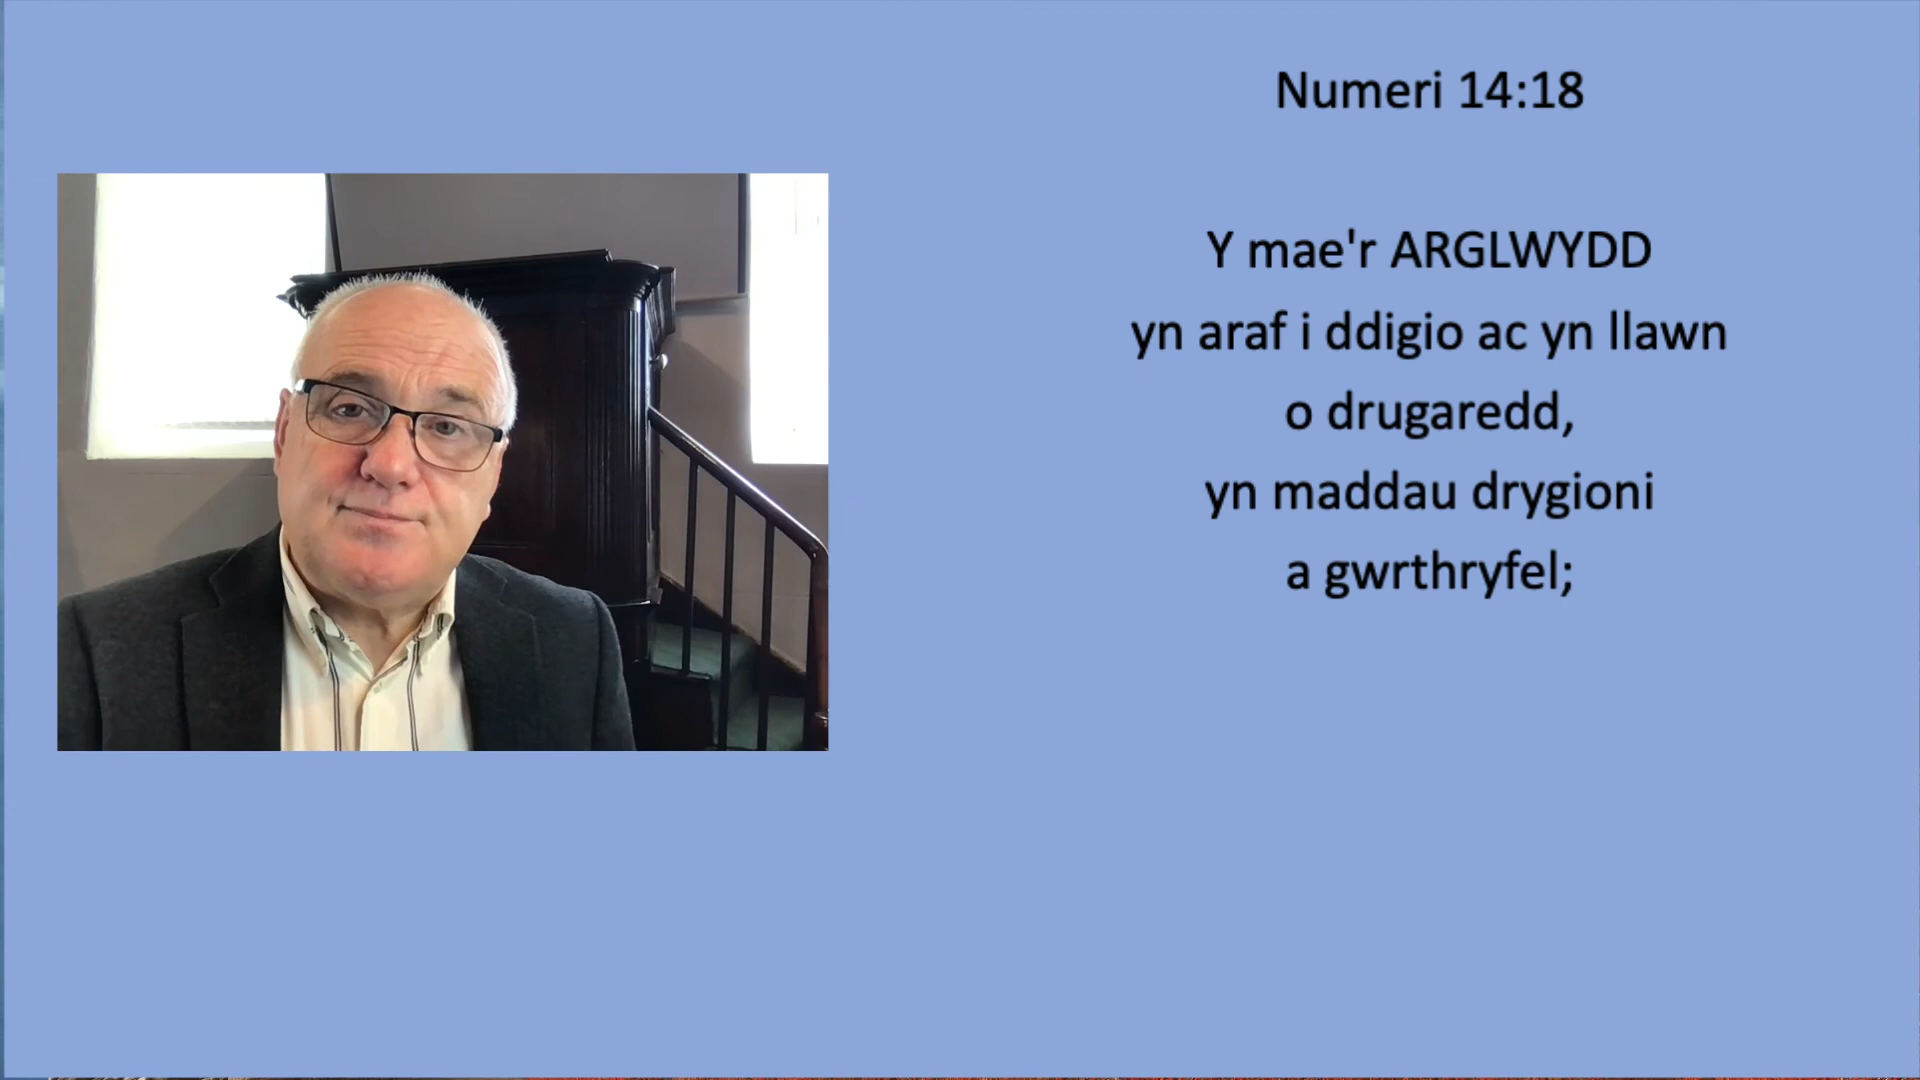 Numeri 14:18
Y mae'r ARGLWYDD
yn araf i ddigio ac yn llawn
o drugaredd,
yn maddau drygioni
a gwrthryfel;